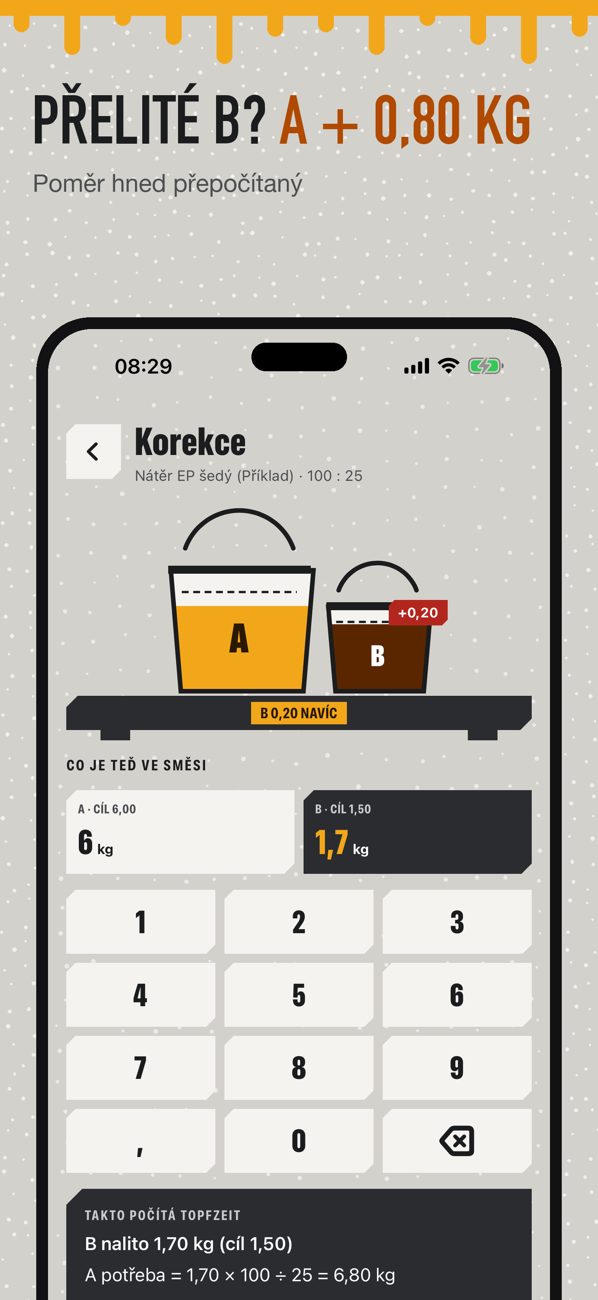 PŘELITÉ B? A + 0,80 KG
Poměr hned přepočítaný
08:29
Korekce
Nátěr EP šedý (Příklad) · 100 : 25
A
+0,20
B
B 0,20 NAVÍC
CO JE TEĎ VE SMĚSI
A · CÍL 6,00
6 kg
B · CÍL 1,50
1,7 kg
1
2
3
4
5
6
7
8
9
,
0
TAKTO POČÍTÁ TOPFZEIT
B nalito 1,70 kg (cíl 1,50)
A potřeba = 1,70 × 100 ÷ 25 = 6,80 kg